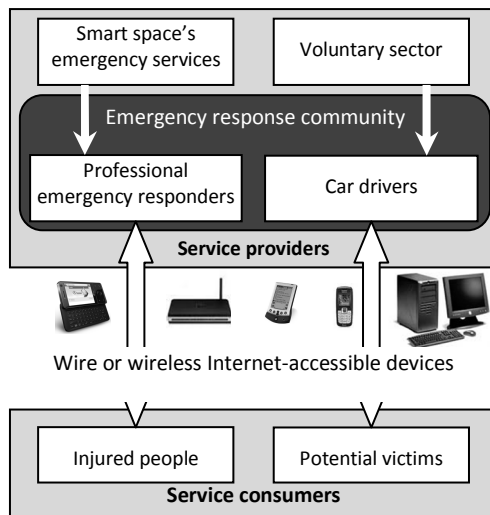 Smart space's
emergency services
Voluntary sector
Emergency response community
Professional
emergency responders
Car drivers
Service providers
Wire or wireless Internet-accessible devices
Injured people
Potential victims
Service consumers